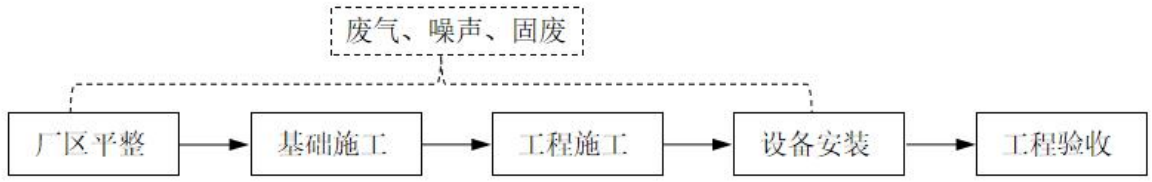 废气、噪声、固废
厂区平整
基础施工
工程施工
设备安装
工程验收